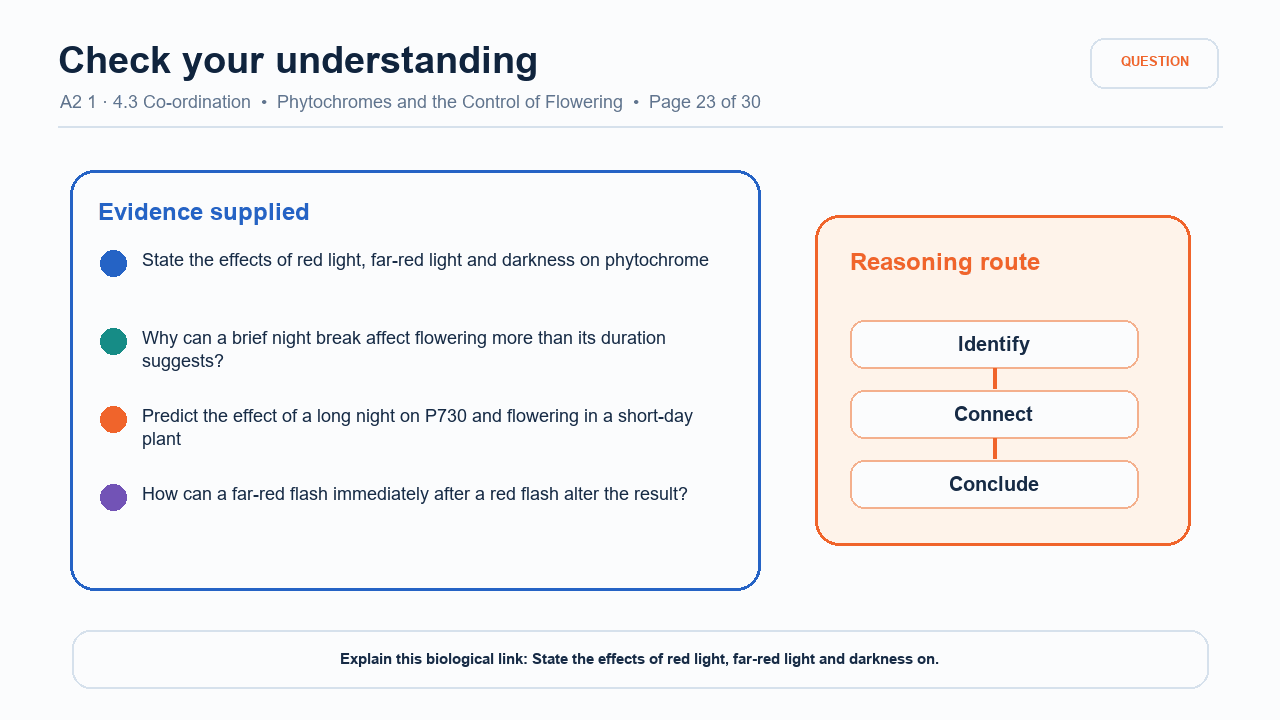 Check your understanding
QUESTION
A2 1 · 4.3 Co-ordination • Phytochromes and the Control of Flowering • Page 23 of 30
Evidence supplied
State the effects of red light, far-red light and darkness on phytochrome
Why can a brief night break affect flowering more than its duration
suggests?
Predict the effect of a long night on P730 and flowering in a short-day
plant
How can a far-red flash immediately after a red flash alter the result?
Reasoning route
Identify
Connect
Conclude
Explain this biological link: State the effects of red light, far-red light and darkness on.